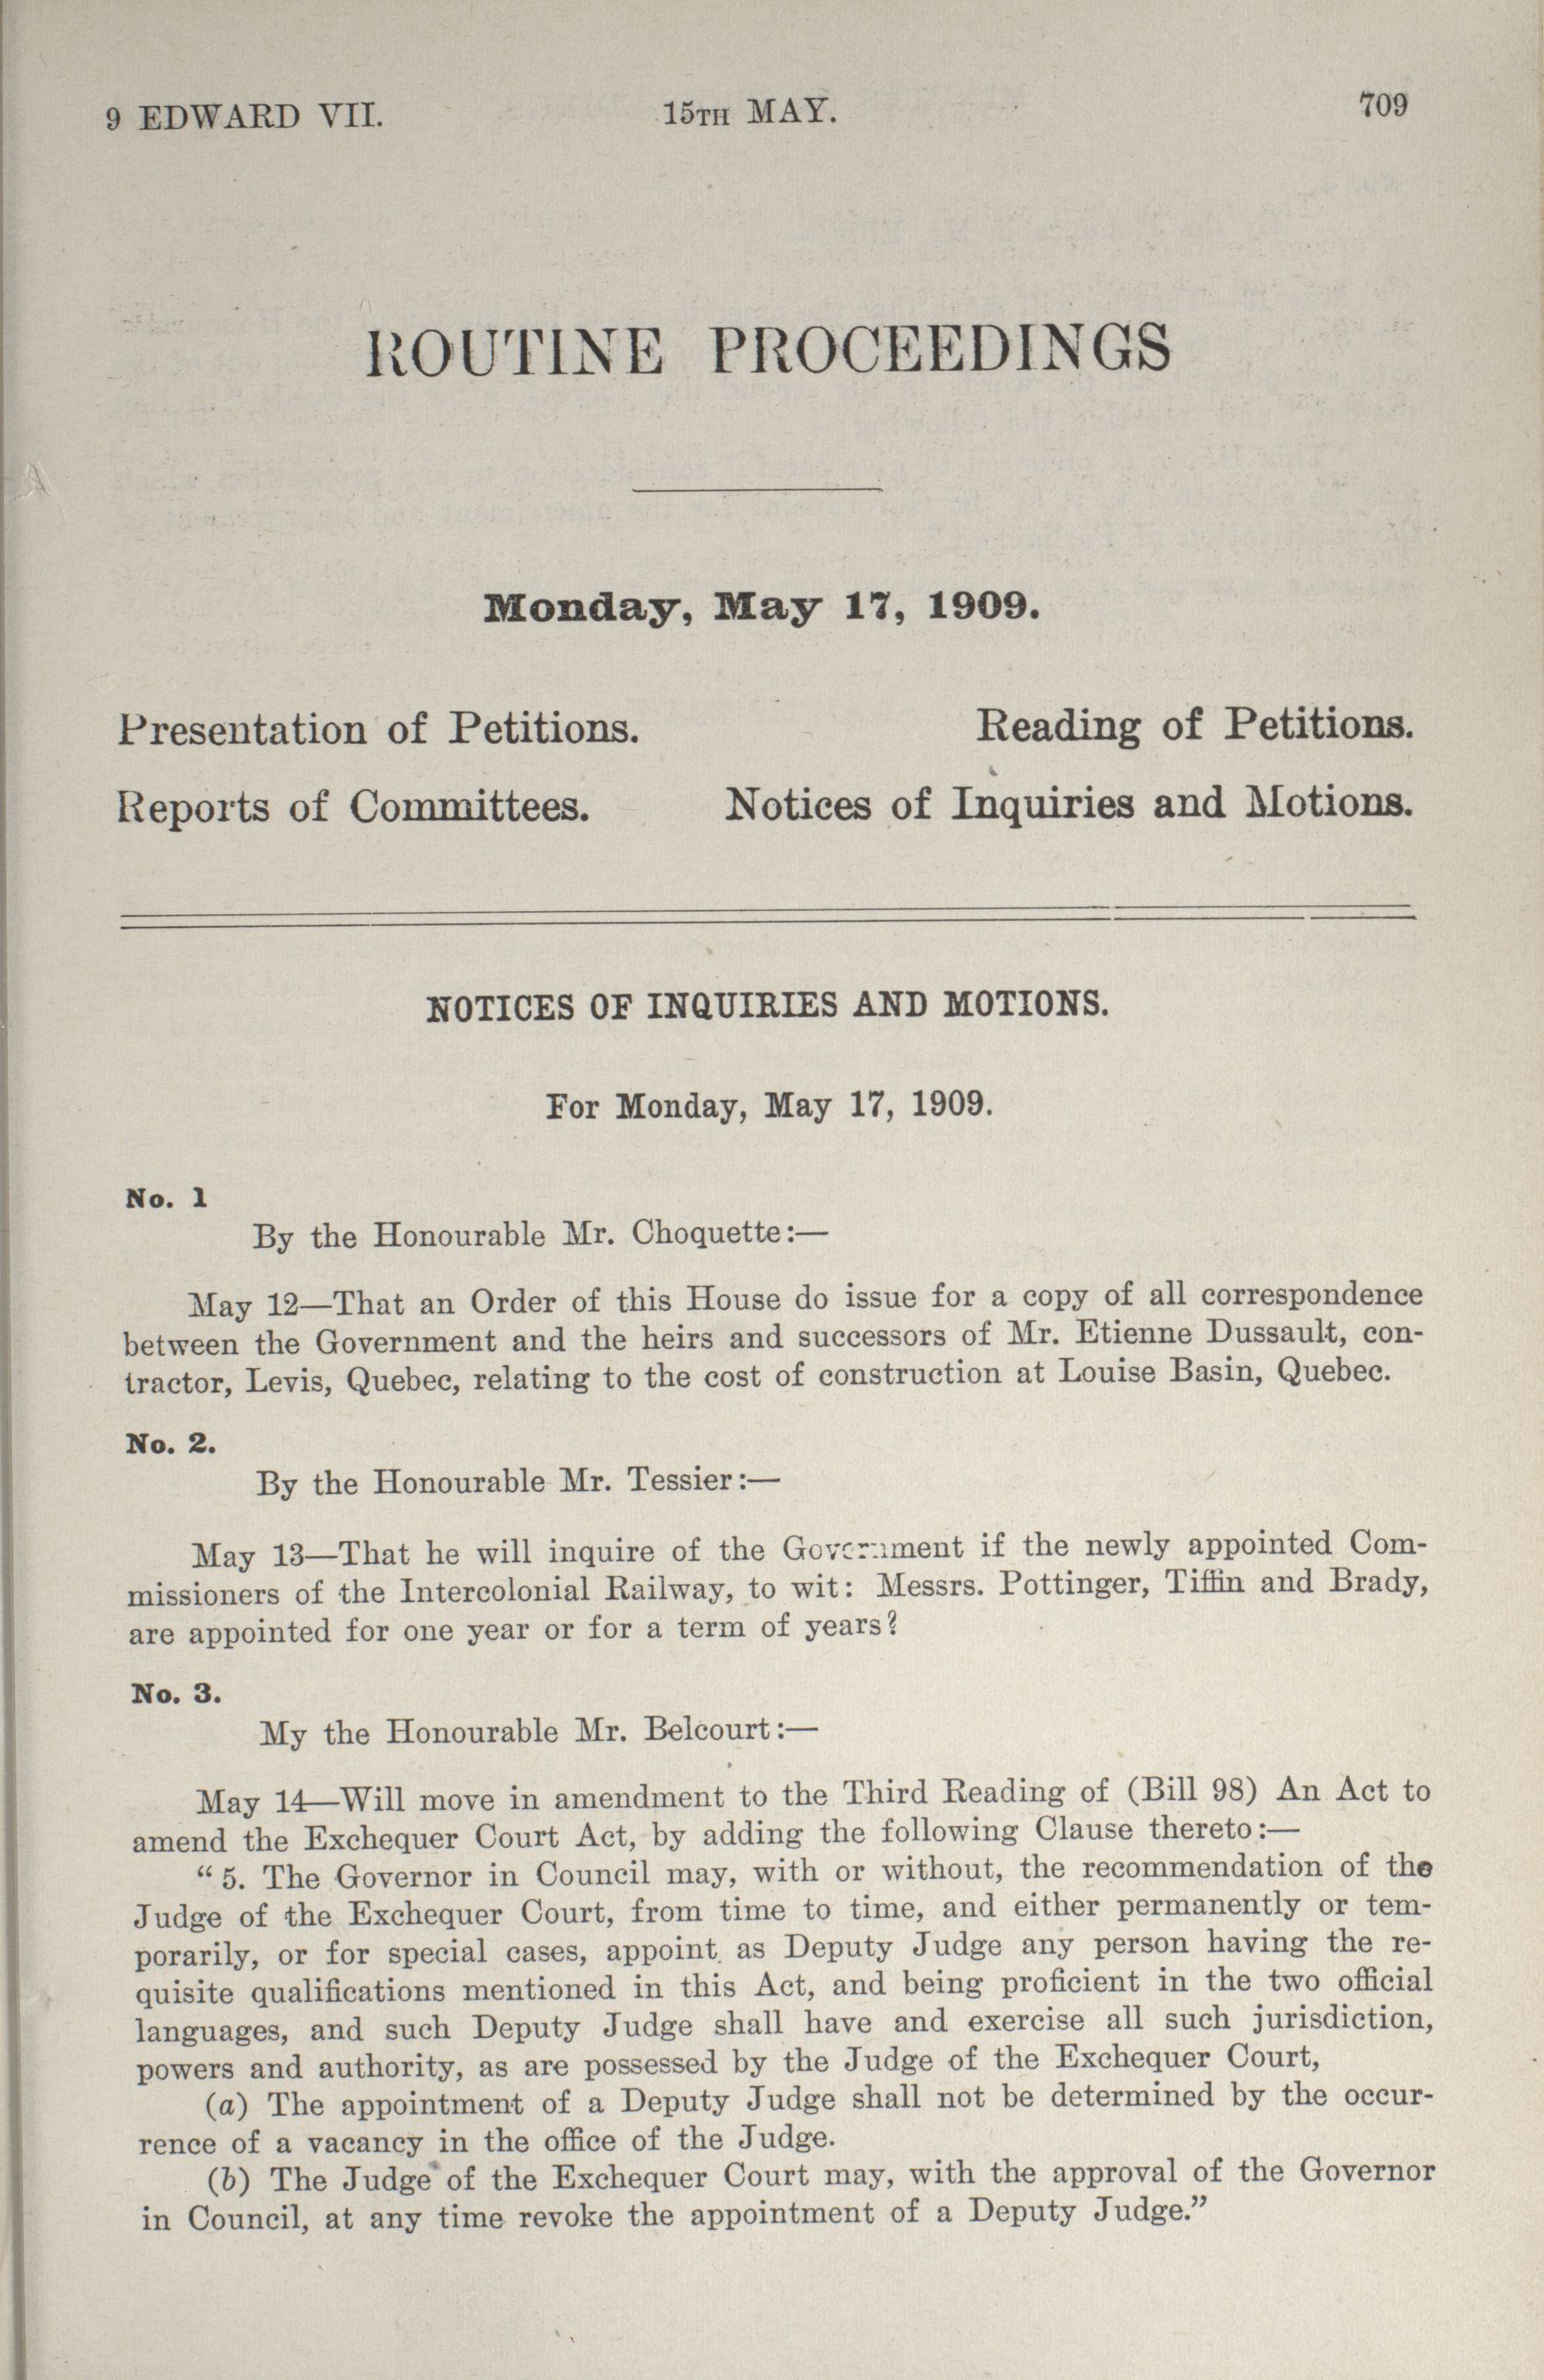 9 EDWARD VII. 15TH MAY. 709
ROUTINE PROCEEDINGS
Monday, May 17, 1909.
Presentation of Petitions. Reading of Petitions.
Reports of Committees. Notices of Inquiries and Motions.
NOTICES OF INQUIRIES AND MOTIONS.
For Monday, May 17, 1909.
No. 1
By the Honourable Mr. Choquette:—
May 12—That an Order of this House do issue for a copy of all correspondence
between the Government and the heirs and successors of Mr. Etienne Dussault, con-
tractor, Levis, Quebec, relating to the cost of construction at Louise Basin, Quebec.
No. 2.
By the Honourable Mr. Tessier:—
May 13—That he will inquire of the Government if the newly appointed Com-
missioners of the Intercolonial Railway, to wit: Messrs. Pottinger, Tiffin and Brady,
are appointed for one year or for a term of years?
No. 3.
My the Honourable Mr. Belcourt:—
May 14—Will move in amendment to the Third Reading of (Bill 98) An Act to
amend the Exchequer Court Act, by adding the following Clause thereto:—
"5. The Governor in Council may, with or without, the recommendation of the
Judge of the Exchequer Court, from time to time, and either permanently or tem-
porarily, or for special cases, appoint as Deputy Judge any person having the re-
quisite qualifications mentioned in this Act, and being proficient in the two official
languages, and such Deputy Judge shall have and exercise all such jurisdiction,
powers and authority, as are possessed by the Judge of the Exchequer Court,
(a) The appointment of a Deputy Judge shall not be determined by the occur-
rence of a vacancy in the office of the Judge.
(b) The Judge of the Exchequer Court may, with the approval of the Governor
in Council, at any time revoke the appointment of a Deputy Judge."